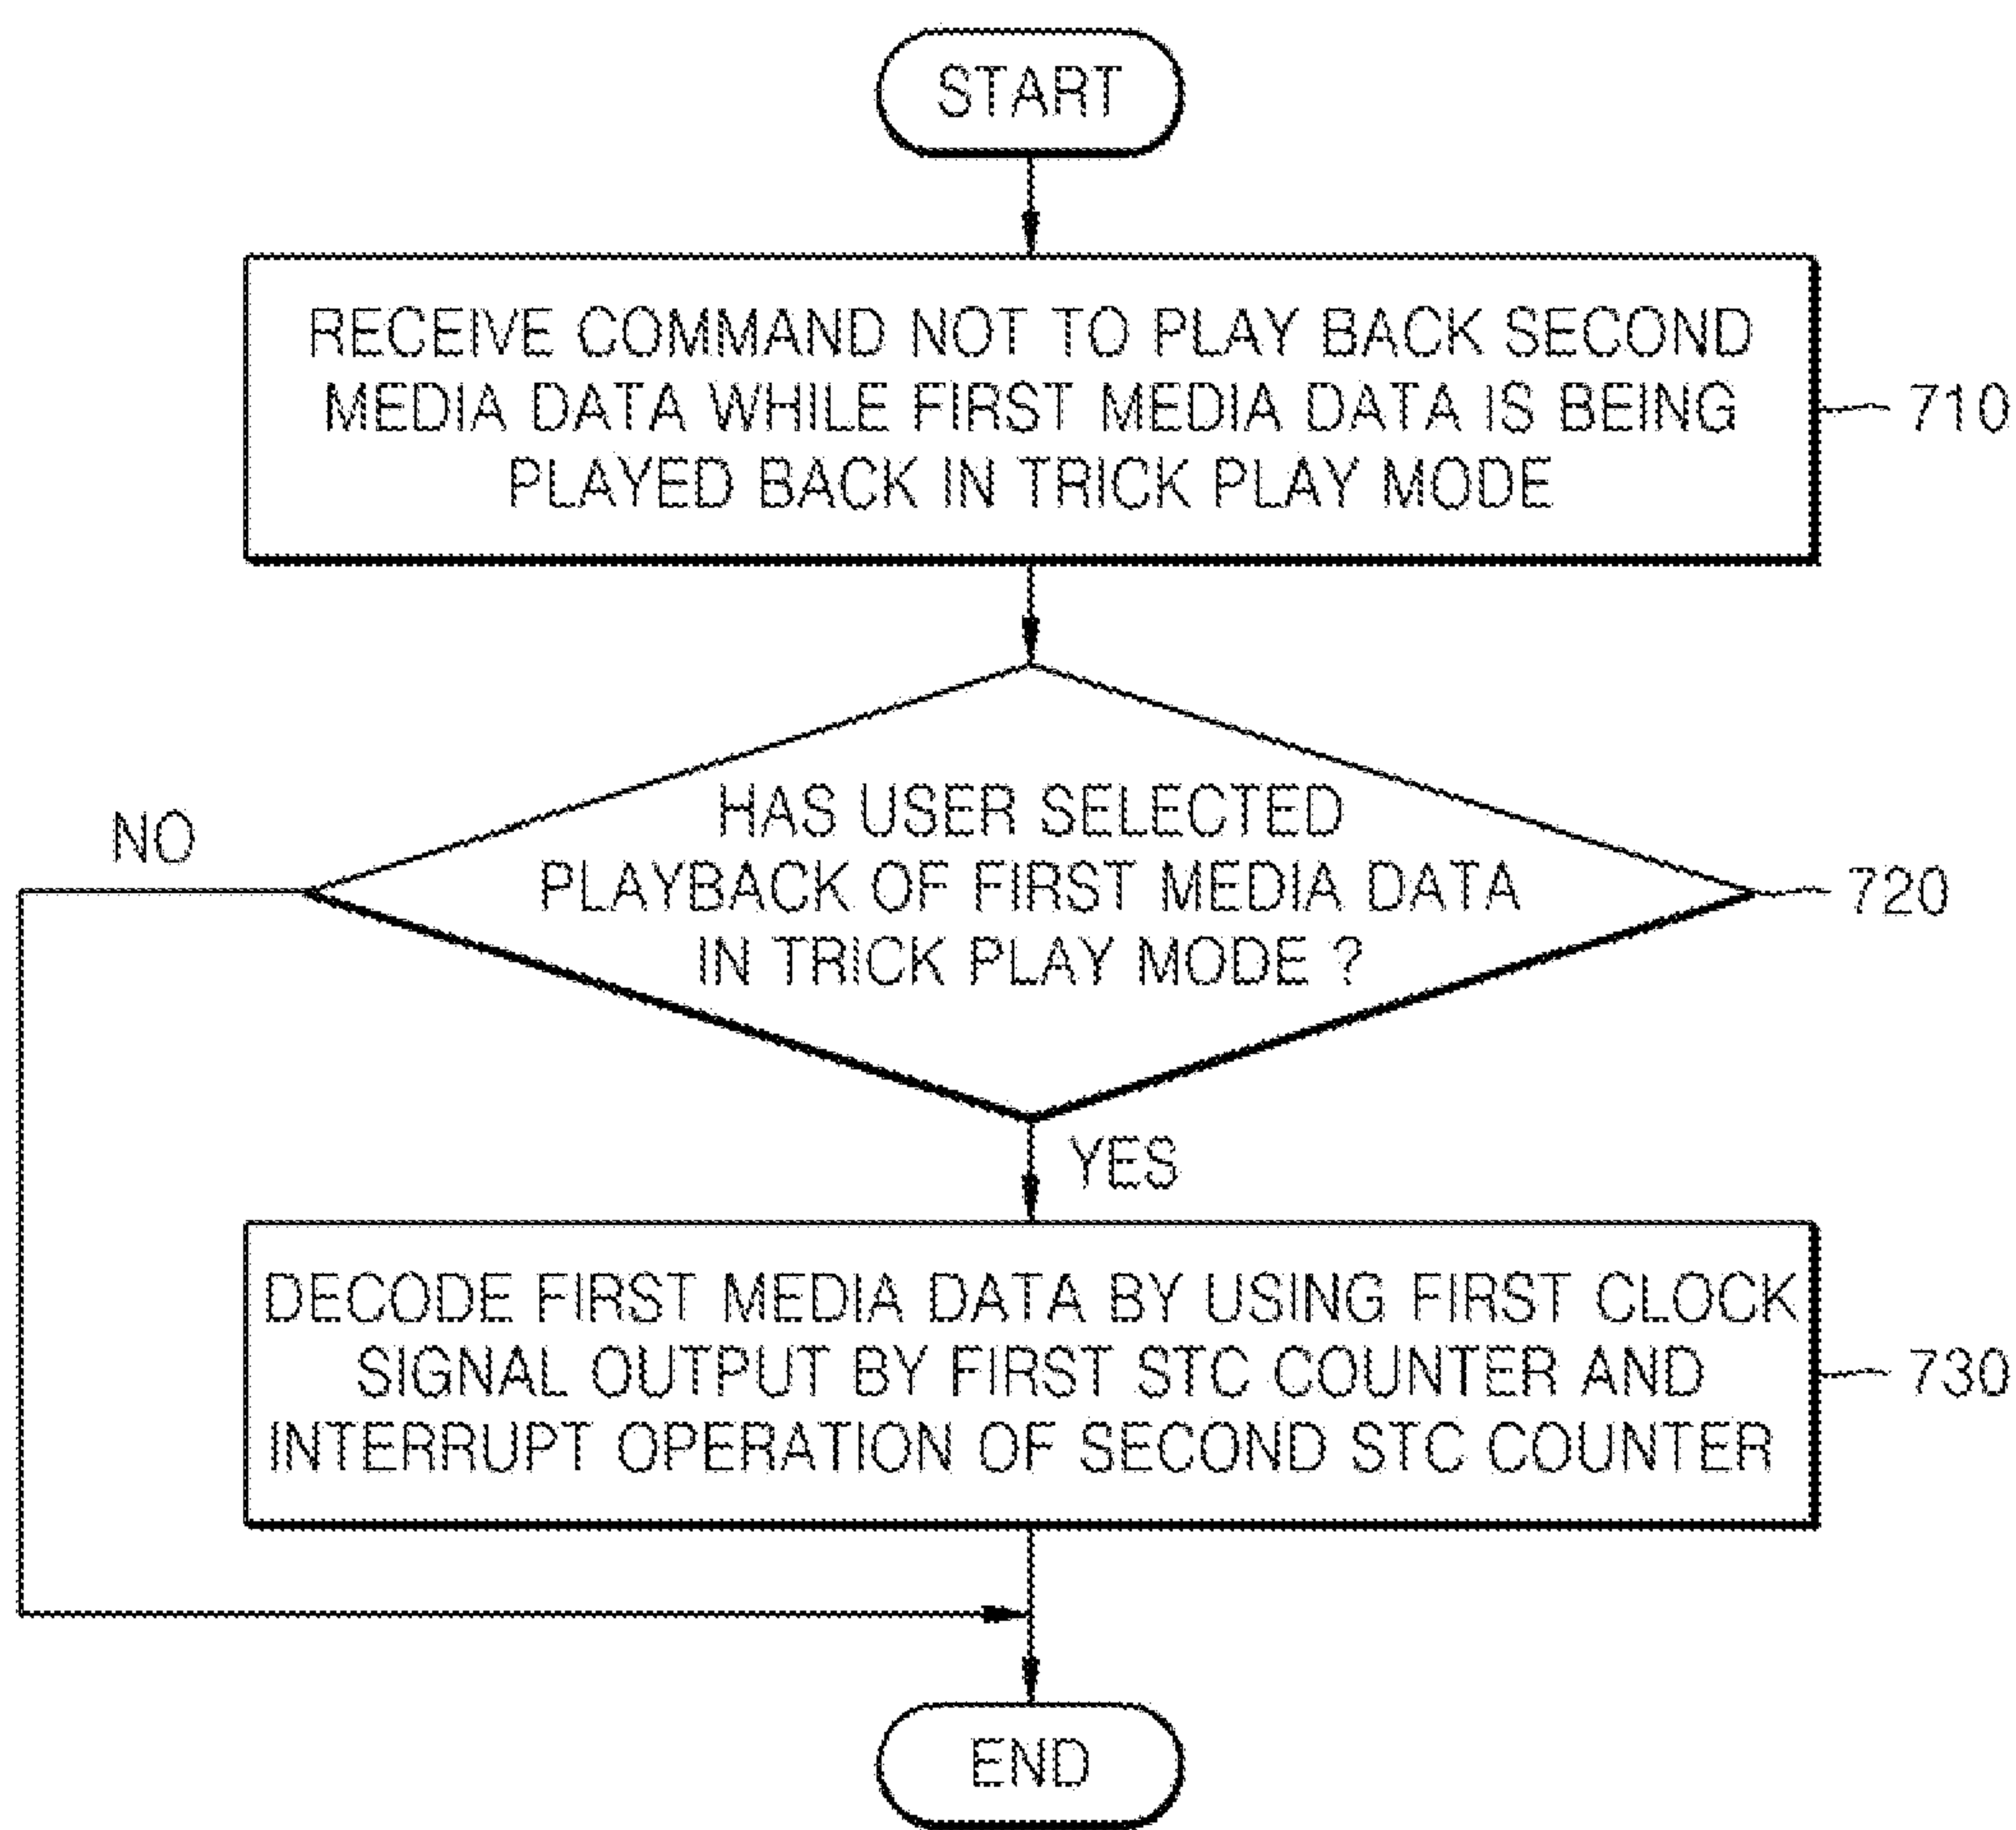 START
RECEIVE COMMAND NOT TO PLAY BACK SECOND
MEDIA DATA WHILE FIRST MEDIA DATA IS BEING
PLAYED BACK IN TRICK PLAY MODE
710
HAS USER SELECTED
PLAYBACK OF FIRST MEDIA DATA
IN TRICK PLAY MODE ?
720
NO
YES
DECODE FIRST MEDIA DATA BY USING FIRST CLOCK
SIGNAL OUTPUT BY FIRST STC COUNTER AND
INTERRUPT OPERATION OF SECOND STC COUNTER
730
END